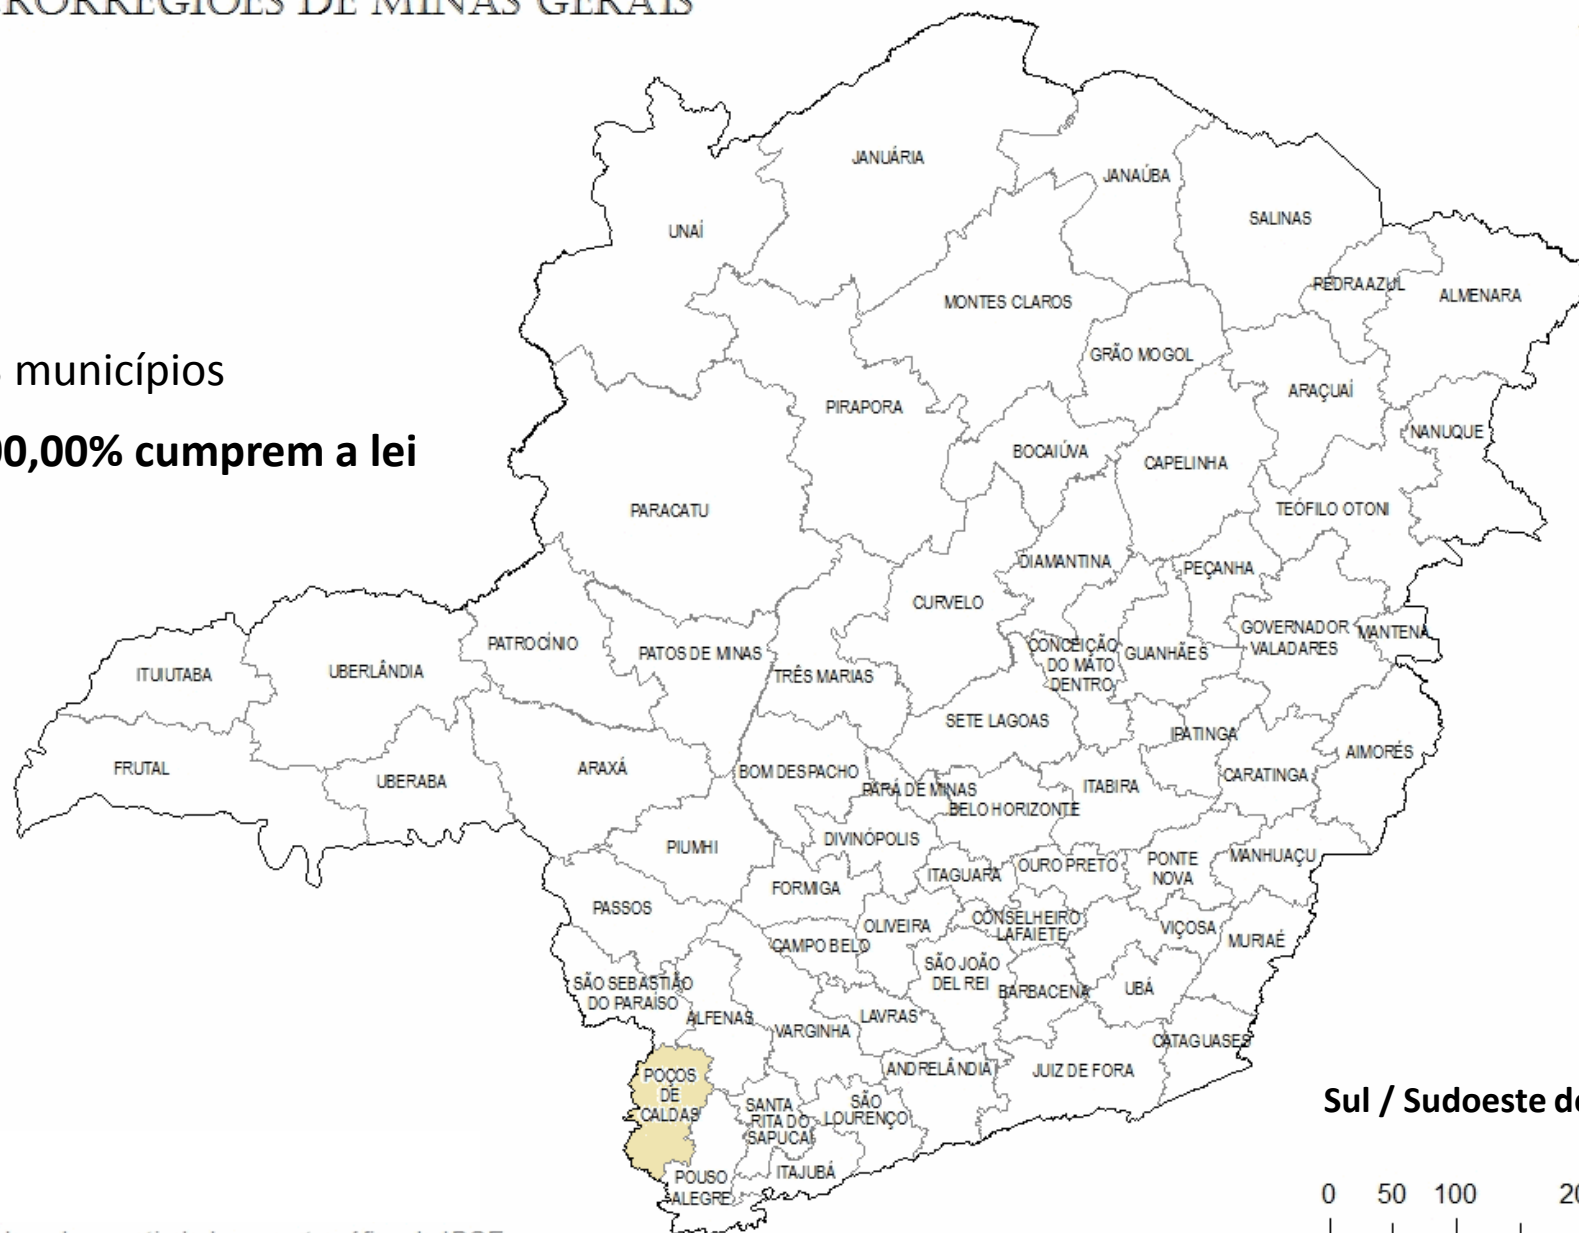 MICRORREGIÕES DE MINAS GERAIS
municípios
00,00% cumprem a lei
JANUÁRIA
JANAÚBA
SALINAS
UNAÍ
PEDRA AZUL
ALMENARA
MONTES CLAROS
GRÃO MOGOL
ARAÇUAÍ
PIRAPORA
NANUQUE
BOCAIÚVA
CAPELINHA
PARACATU
TEÓFILO OTONI
DIAMANTINA
PEÇANHA
CURVELO
GOVERNADOR
VALADARES
MANTENA
PATROCÍNIO
PATOS DE MINAS
CONCEIÇÃO
DO MATO
DENTRO
GUANHÃES
ITUIUTABA
UBERLÂNDIA
TRÊS MARIAS
SETE LAGOAS
IPATINGA
AIMORÉS
FRUTAL
UBERABA
ARAXÁ
BOM DESPACHO
CARATINGA
PARÁ DE MINAS
ITABIRA
BELO HORIZONTE
PIUMHI
DIVINÓPOLIS
MANHUAÇU
OURO PRETO
PONTE
NOVA
ITAGUARA
FORMIGA
PASSOS
CONSELHEIRO
LAFAIETE
OLIVEIRA
VIÇOSA
MURIAÉ
CAMPO BELO
SÃO JOÃO
DEL REI
SÃO SEBASTIÃO
DO PARAÍSO
BARBACENA
UBÁ
ALFENAS
LAVRAS
VARGINHA
CATAGUASES
ANDRELÂNDIA
JUIZ DE FORA
POÇOS
DE
CALDAS
SANTA
RITA DO
SAPUCAÍ
SÃO
LOURENÇO
Sul / Sudoeste de
POUSO
ALEGRE
ITAJUBÁ
0 50 100 20